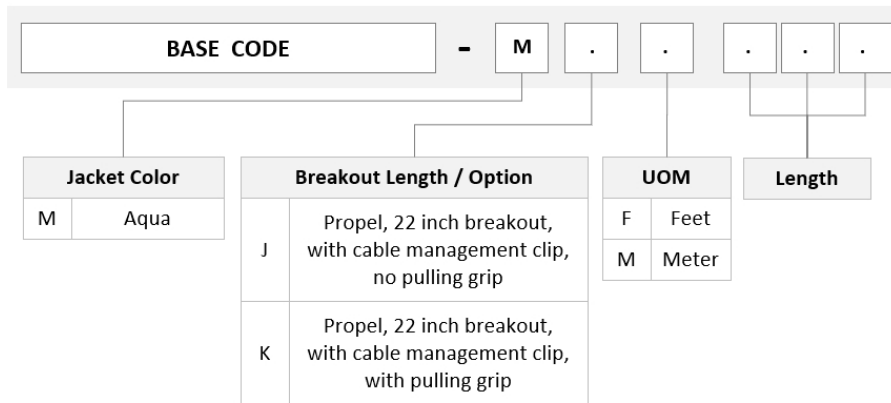 BASE CODE - M . . . . .
Jacket Color
M Aqua
Breakout Length / Option
J Propel, 22 inch breakout,
with cable management clip,
no pulling grip
K Propel, 22 inch breakout,
with cable management clip,
with pulling grip
UOM
F Feet
M Meter
Length